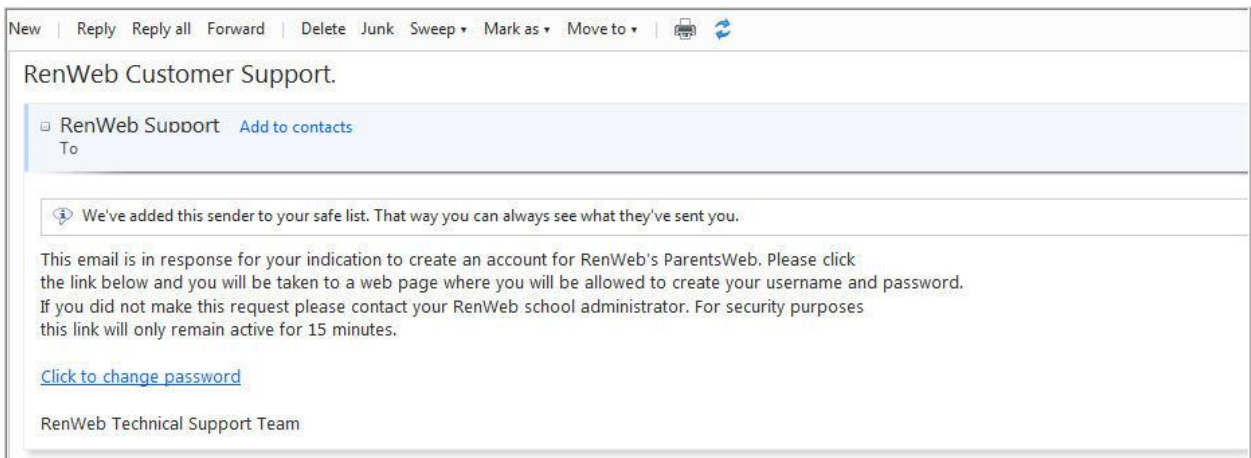 New | Reply Reply all Forward | Delete Junk Sweep ▾ Mark as ▾ Move to ▾ |
RenWeb Customer Support.
RenWeb Support Add to contacts
To
We've added this sender to your safe list. That way you can always see what they've sent you.
This email is in response for your indication to create an account for RenWeb's ParentsWeb. Please click
the link below and you will be taken to a web page where you will be allowed to create your username and password.
If you did not make this request please contact your RenWeb school administrator. For security purposes
this link will only remain active for 15 minutes.
Click to change password
RenWeb Technical Support Team